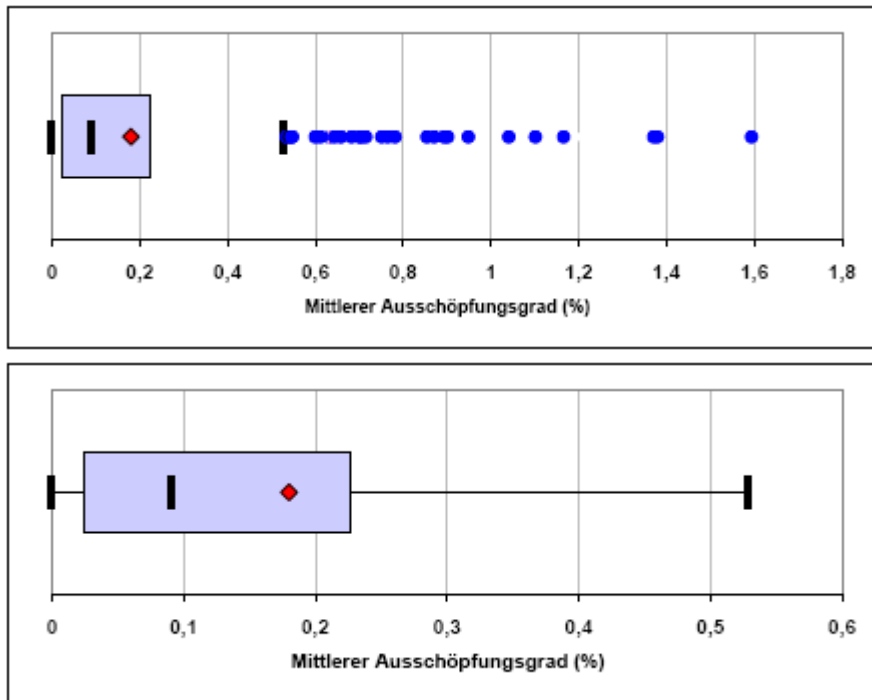 0 0,2 0,4 0,6 0,8 1 1,2 1,4 1,6 1,8
Mittlerer Ausschöpfungsgrad (%)
0 0,1 0,2 0,3 0,4 0,5 0,6
Mittlerer Ausschöpfungsgrad (%)